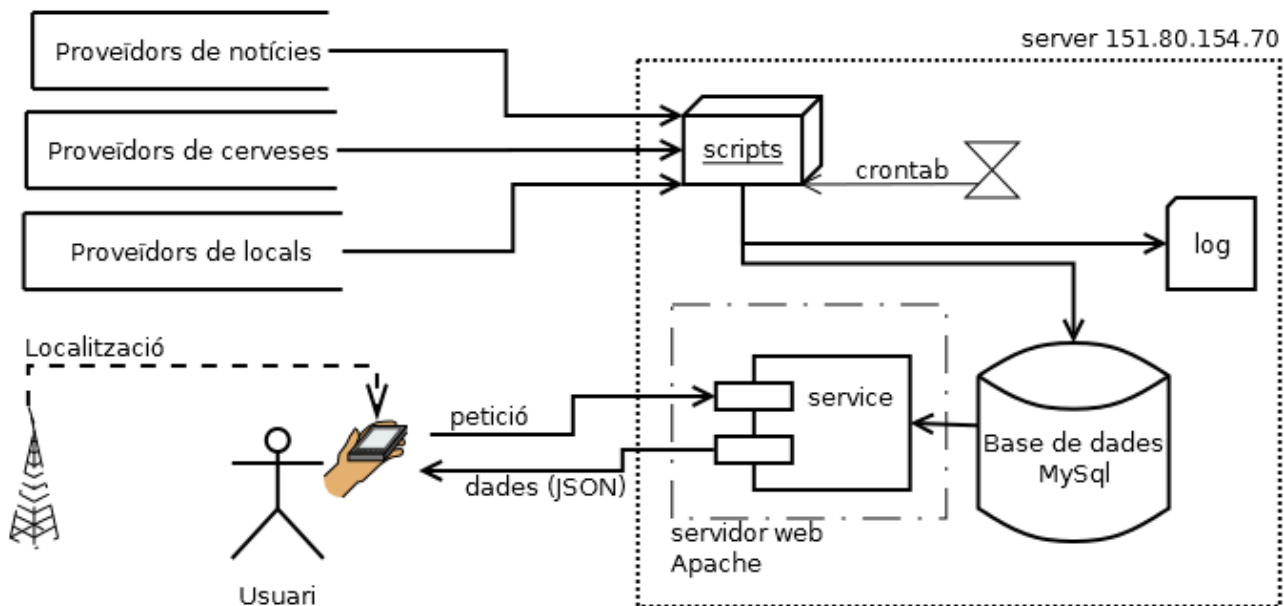 Proveïdors de notícies
server 151.80.154.70
Proveïdors de cerveses
scripts
crontab
Proveïdors de locals
log
Localització
petició
service
dades (JSON)
Base de dades
MySql
servidor web
Apache
Usuari